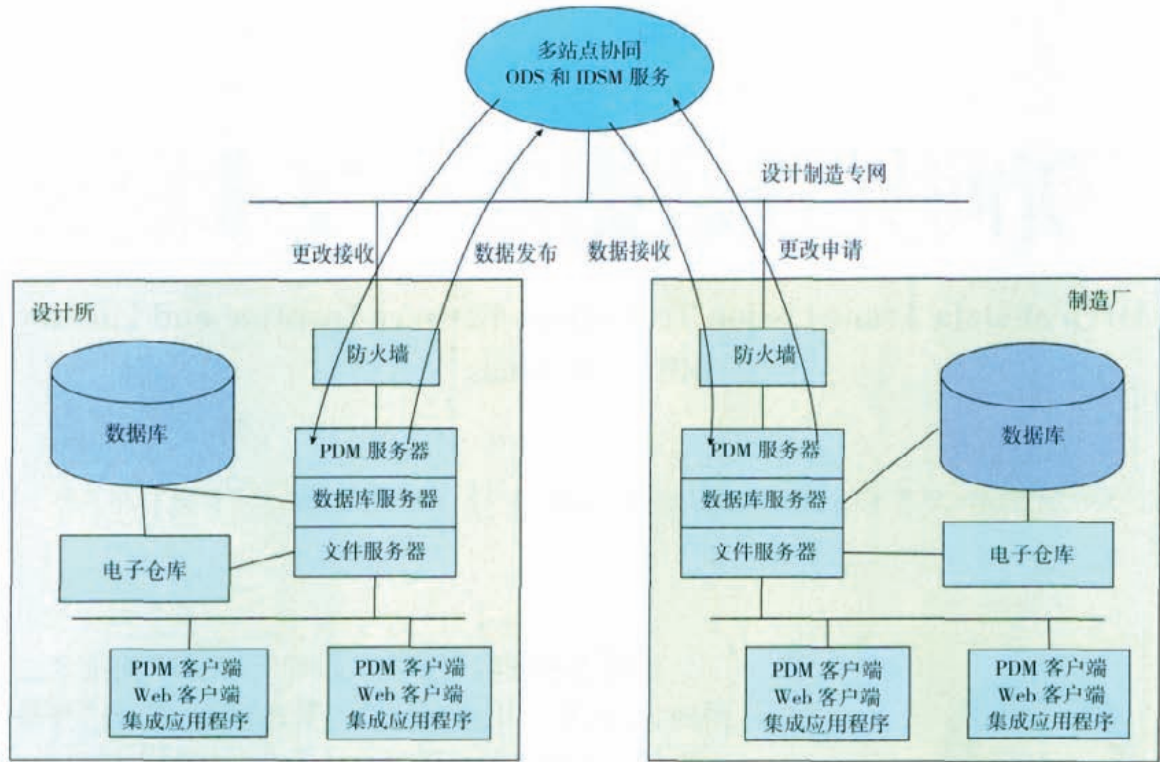 多站点协同
ODS 和 IDSM 服务
设计制造专网
更改接收
数据发布
数据接收
更改申请
设计所
防火墙
数据库
PDM 服务器
数据库服务器
文件服务器
电子仓库
PDM 客户端
Web 客户端
集成应用程序
PDM 客户端
Web 客户端
集成应用程序
制造厂
防火墙
PDM 服务器
数据库服务器
文件服务器
数据库
电子仓库
PDM 客户端
Web 客户端
集成应用程序
PDM 客户端
Web 客户端
集成应用程序